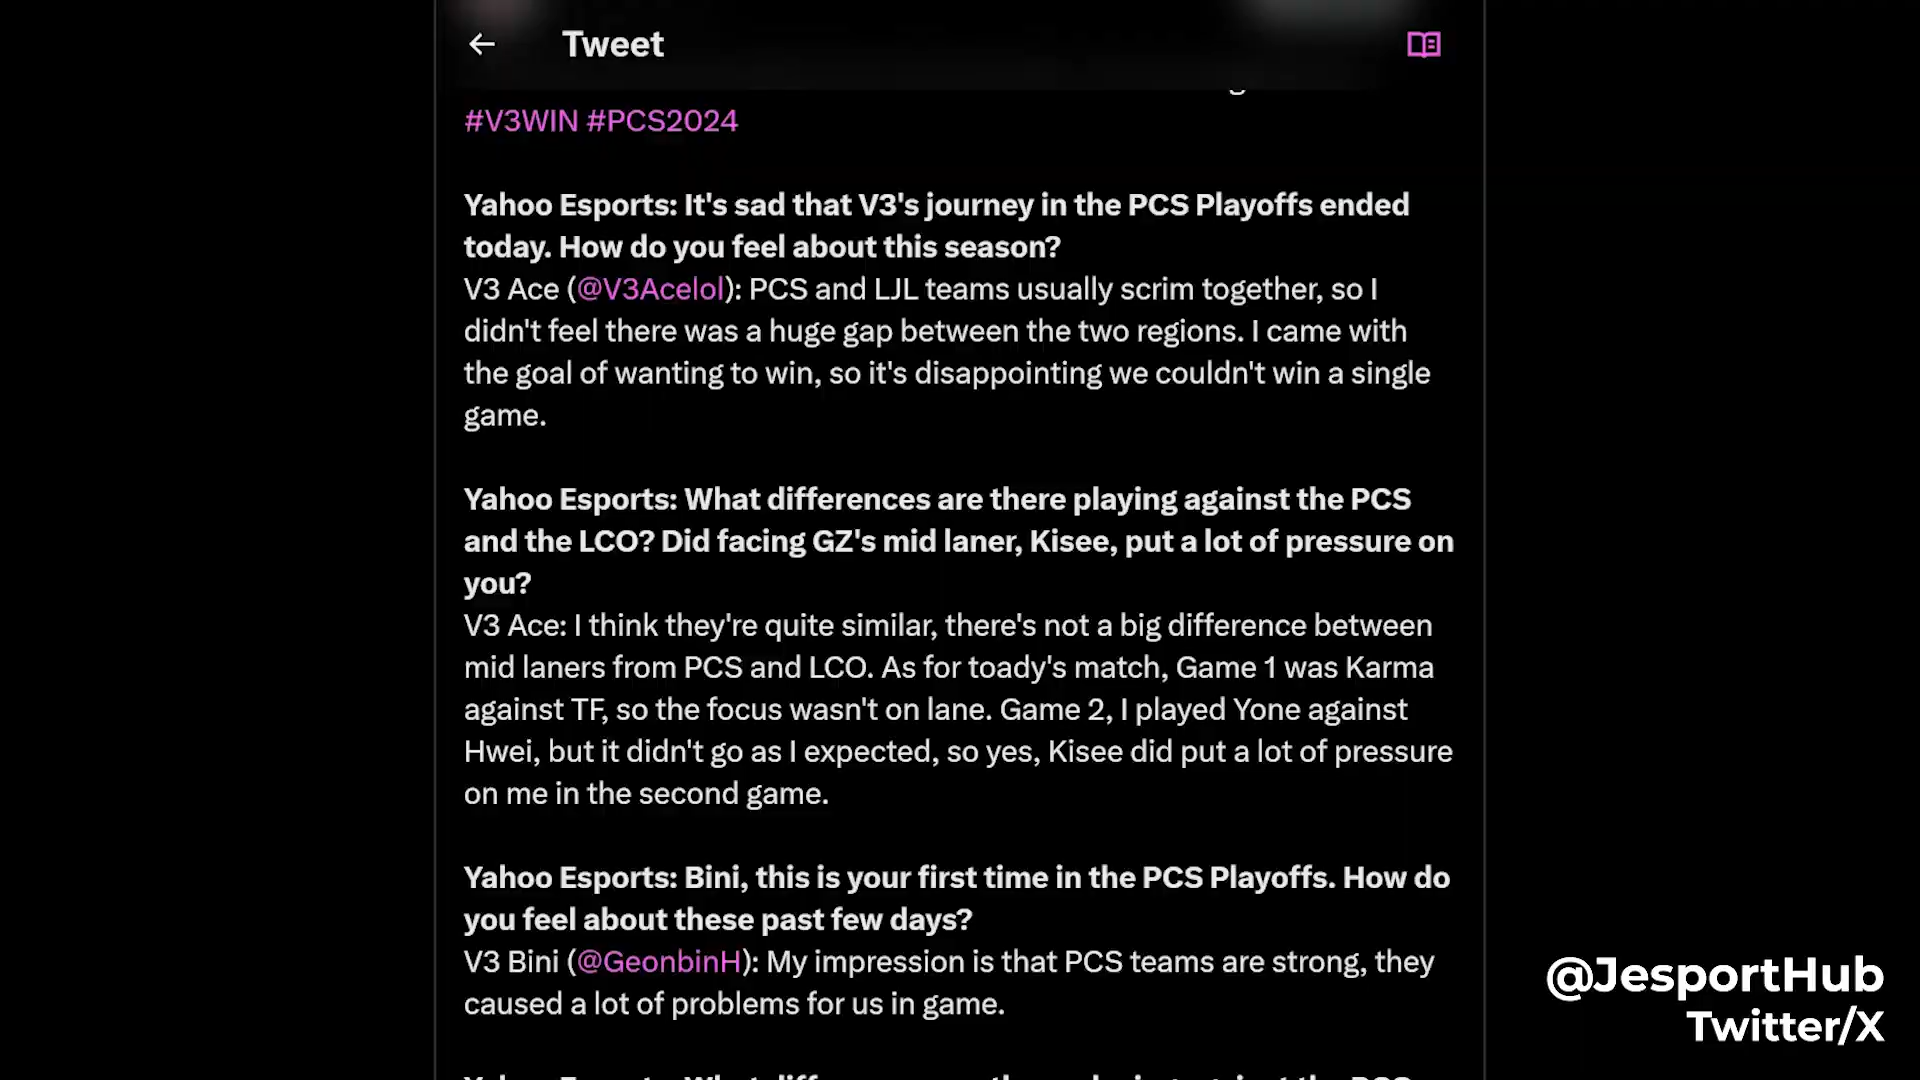 Tweet
#V3WIN #PCS2024
Yahoo Esports: It's sad that V3's journey in the PCS Playoffs ended
today. How do you feel about this season?
V3 Ace (@V3Acelol): PCS and LJL teams usually scrim together, so I
didn't feel there was a huge gap between the two regions. I came with
the goal of wanting to win, so it's disappointing we couldn't win a single
game.
Yahoo Esports: What differences are there playing against the PCS
and the LCO? Did facing GZ's mid laner, Kisee, put a lot of pressure on
you?
V3 Ace: I think they're quite similar, there's not a big difference between
mid laners from PCS and LCO. As for toady's match, Game 1 was Karma
against TF, so the focus wasn't on lane. Game 2, I played Yone against
Hwei, but it didn't go as I expected, so yes, Kisee did put a lot of pressure
on me in the second game.
Yahoo Esports: Bini, this is your first time in the PCS Playoffs. How do
you feel about these past few days?
V3 Bini (@GeonbinH): My impression is that PCS teams are strong, they
caused a lot of problems for us in game.
@JesportHub
Twitter/X